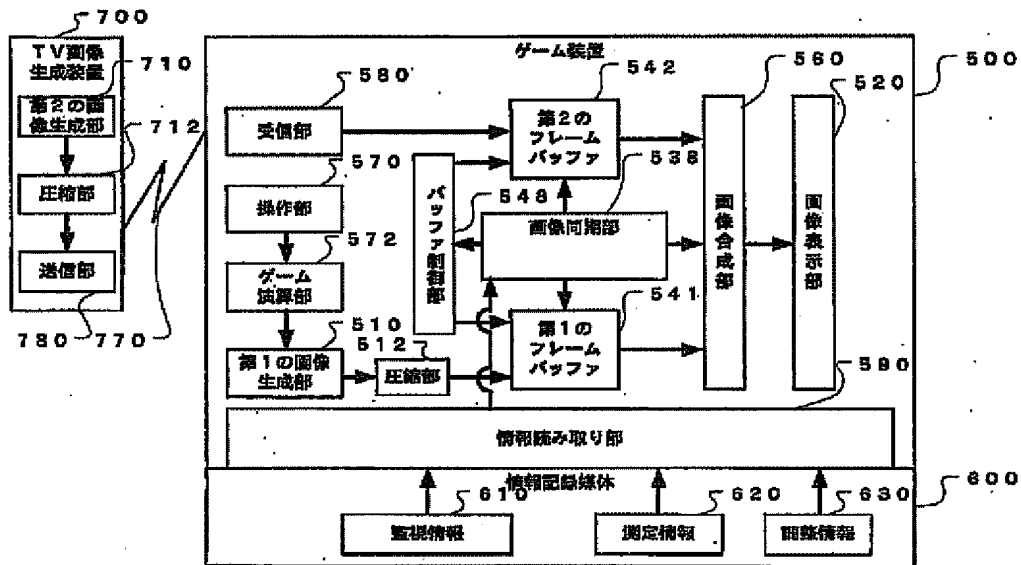 700
TV画像
生成装置
710
第2の画
像生成部
712
圧縮部
送信部
780
770
ゲーム装置
500
580
受信部
570
操作部
572
ゲーム
演算部
510
第1の画像
生成部
512
圧縮部
バッファ制御部
548
542
第2の
フレーム
バッファ
538
画像同期部
541
第1の
フレーム
バッファ
560
画像合成部
520
画像表示部
590
情報読み取り部
情報記録媒体
600
610
監視情報
620
測定情報
630
調整情報